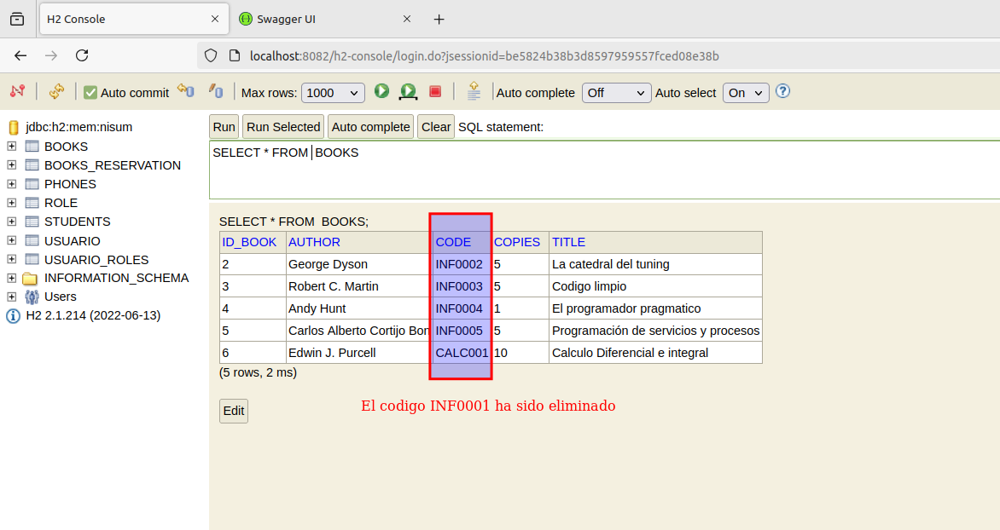 H2 Console
Swagger UI
localhost:8082/h2-console/login.do?jsessionid=be5824b38b3d8597959557fced08e38b
Auto commit Max rows: 1000 Auto complete Off Auto select On
jdbc:h2:mem:nisum
BOOKS
BOOKS_RESERVATION
PHONES
ROLE
STUDENTS
USUARIO
USUARIO_ROLES
INFORMATION_SCHEMA
Users
H2 2.1.214 (2022-06-13)
Run Run Selected Auto complete Clear SQL statement:
SELECT * FROM BOOKS
SELECT * FROM  BOOKS;
ID_BOOK AUTHOR CODE COPIES TITLE
2 George Dyson INF0002 5 La catedral del tuning
3 Robert C. Martin INF0003 5 Codigo limpio
4 Andy Hunt INF0004 1 El programador pragmatico
5 Carlos Alberto Cortijo Bon INF0005 5 Programación de servicios y procesos
6 Edwin J. Purcell CALC001 10 Calculo Diferencial e integral
(5 rows, 2 ms)
El codigo INF0001 ha sido eliminado
Edit